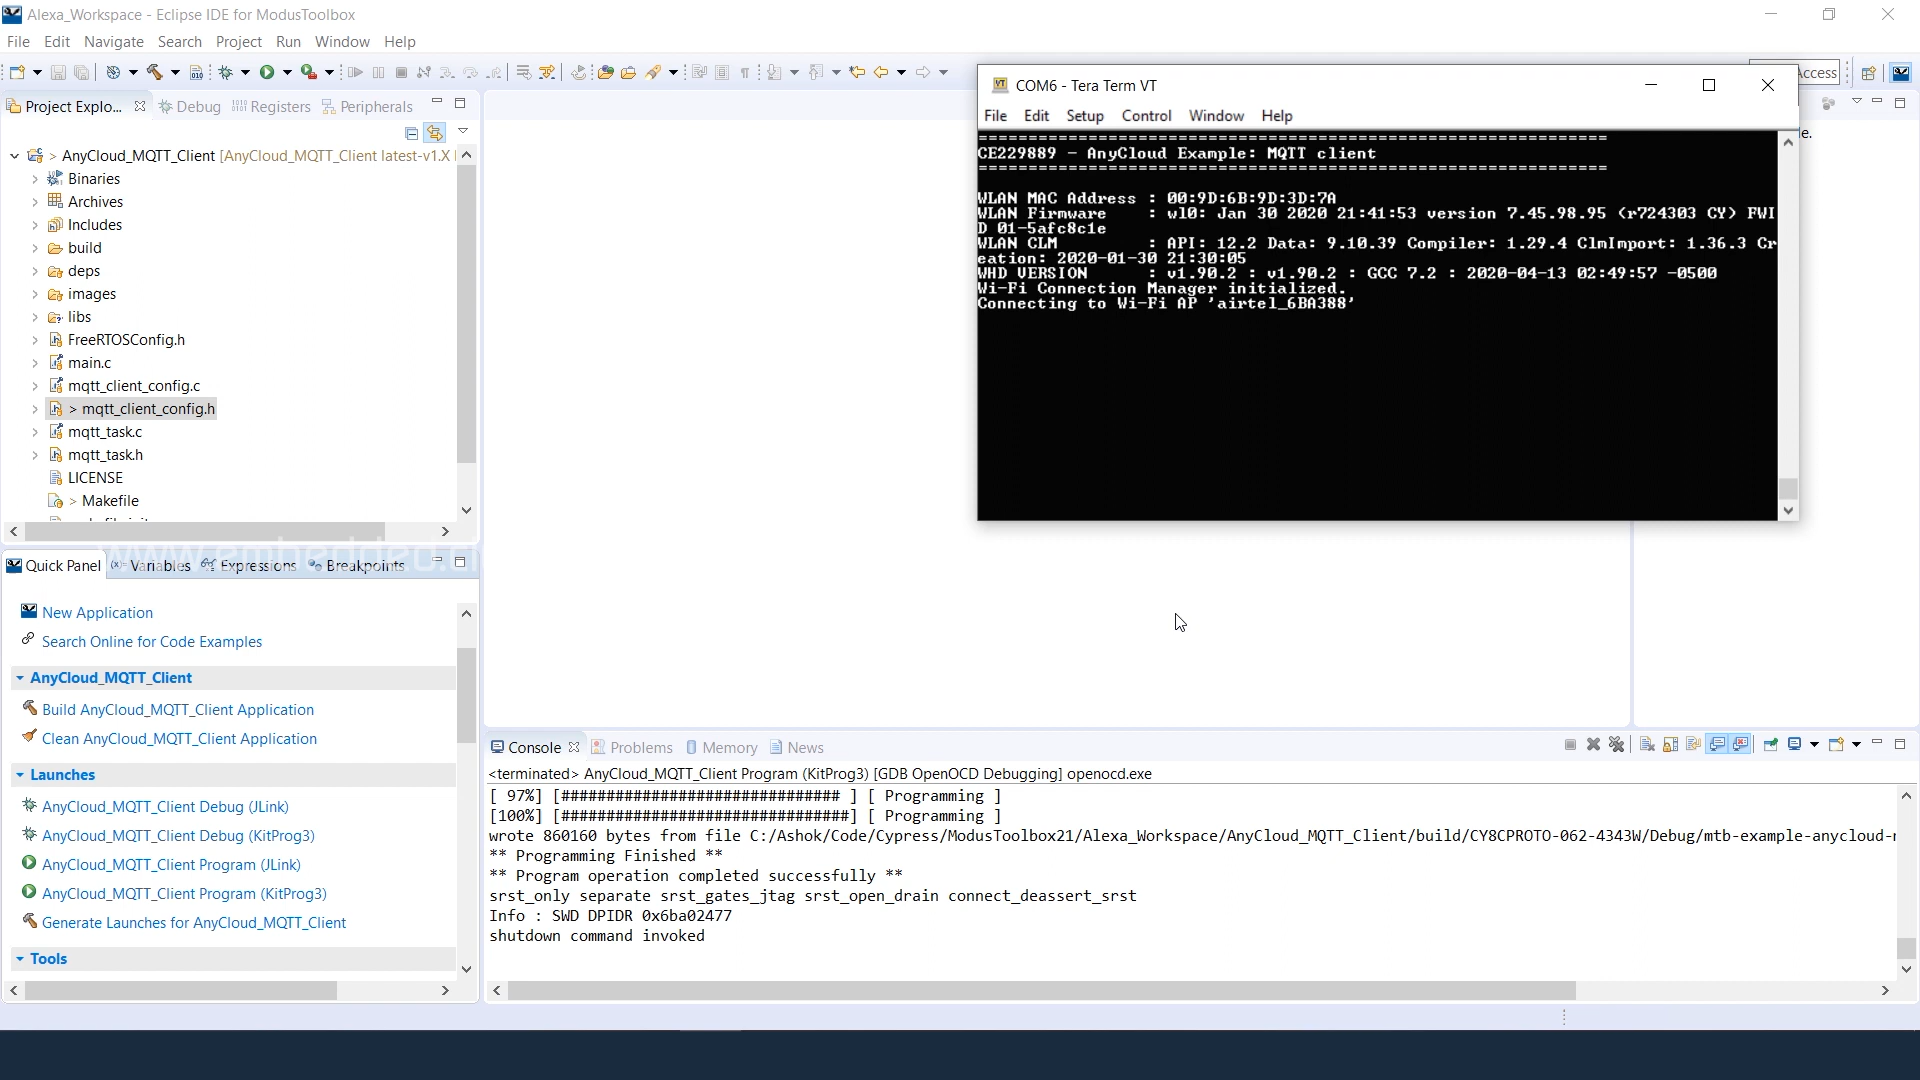 Alexa_Workspace - Eclipse IDE for ModusToolbox
File Edit Navigate Search Project Run Window Help
Access
Project Explo... Debug Registers Peripherals
> AnyCloud_MQTT_Client [AnyCloud_MQTT_Client latest-v1.X
Binaries
Archives
Includes
build
deps
images
libs
FreeRTOSConfig.h
main.c
mqtt_client_config.c
> mqtt_client_config.h
mqtt_task.c
mqtt_task.h
LICENSE
> Makefile
COM6 - Tera Term VT
File Edit Setup Control Window Help
===============================================================
CE229889 - AnyCloud Example: MQTT client
===============================================================
WLAN MAC Address : 00:9D:6B:9D:3D:7A
WLAN Firmware : wl0: Jan 30 2020 21:41:53 version 7.45.98.95 (r724303 CY) FWI
D 01-5afc8c1e
WLAN CLM : API: 12.2 Data: 9.10.39 Compiler: 1.29.4 ClmImport: 1.36.3 Cr
eation: 2020-01-30 21:30:05
WHD VERSION : v1.90.2 : v1.90.2 : GCC 7.2 : 2020-04-13 02:49:57 -0500
Wi-Fi Connection Manager initialized.
Connecting to Wi-Fi AP 'airtel_6BA388'
e.
Quick Panel Variables Expressions Breakpoints
New Application
Search Online for Code Examples
AnyCloud_MQTT_Client
Build AnyCloud_MQTT_Client Application
Clean AnyCloud_MQTT_Client Application
Launches
AnyCloud_MQTT_Client Debug (JLink)
AnyCloud_MQTT_Client Debug (KitProg3)
AnyCloud_MQTT_Client Program (JLink)
AnyCloud_MQTT_Client Program (KitProg3)
Generate Launches for AnyCloud_MQTT_Client
Tools
Console Problems Memory News
<terminated> AnyCloud_MQTT_Client Program (KitProg3) [GDB OpenOCD Debugging] openocd.exe
[ 97%] [############################### ] [ Programming ]
[100%] [################################] [ Programming ]
wrote 860160 bytes from file C:/Ashok/Code/Cypress/ModusToolbox21/Alexa_Workspace/AnyCloud_MQTT_Client/build/CY8CPROTO-062-4343W/Debug/mtb-example-anycloud-
** Programming Finished **
** Program operation completed successfully **
srst_only separate srst_gates_jtag srst_open_drain connect_deassert_srst
Info : SWD DPIDR 0x6ba02477
shutdown command invoked